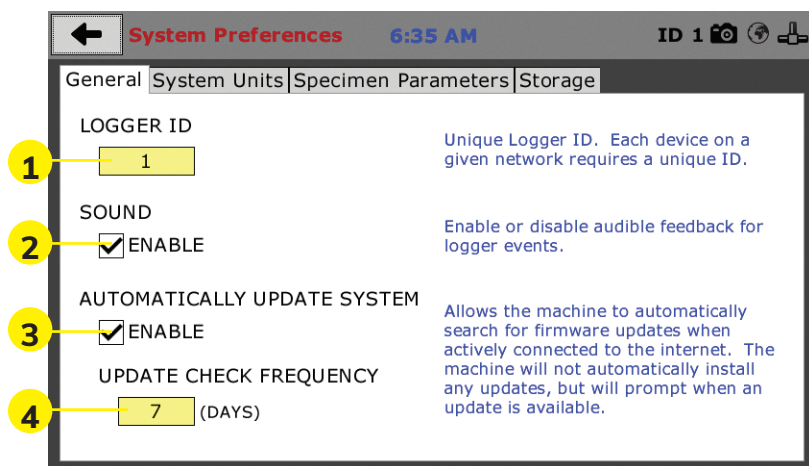 System Preferences 6:35 AM ID 1
General System Units Specimen Parameters Storage
LOGGER ID
1 1
Unique Logger ID. Each device on a
given network requires a unique ID.
SOUND
2 ENABLE
Enable or disable audible feedback for
logger events.
AUTOMATICALLY UPDATE SYSTEM
3 ENABLE
UPDATE CHECK FREQUENCY
4 7 (DAYS)
Allows the machine to automatically
search for firmware updates when
actively connected to the internet. The
machine will not automatically install
any updates, but will prompt when an
update is available.